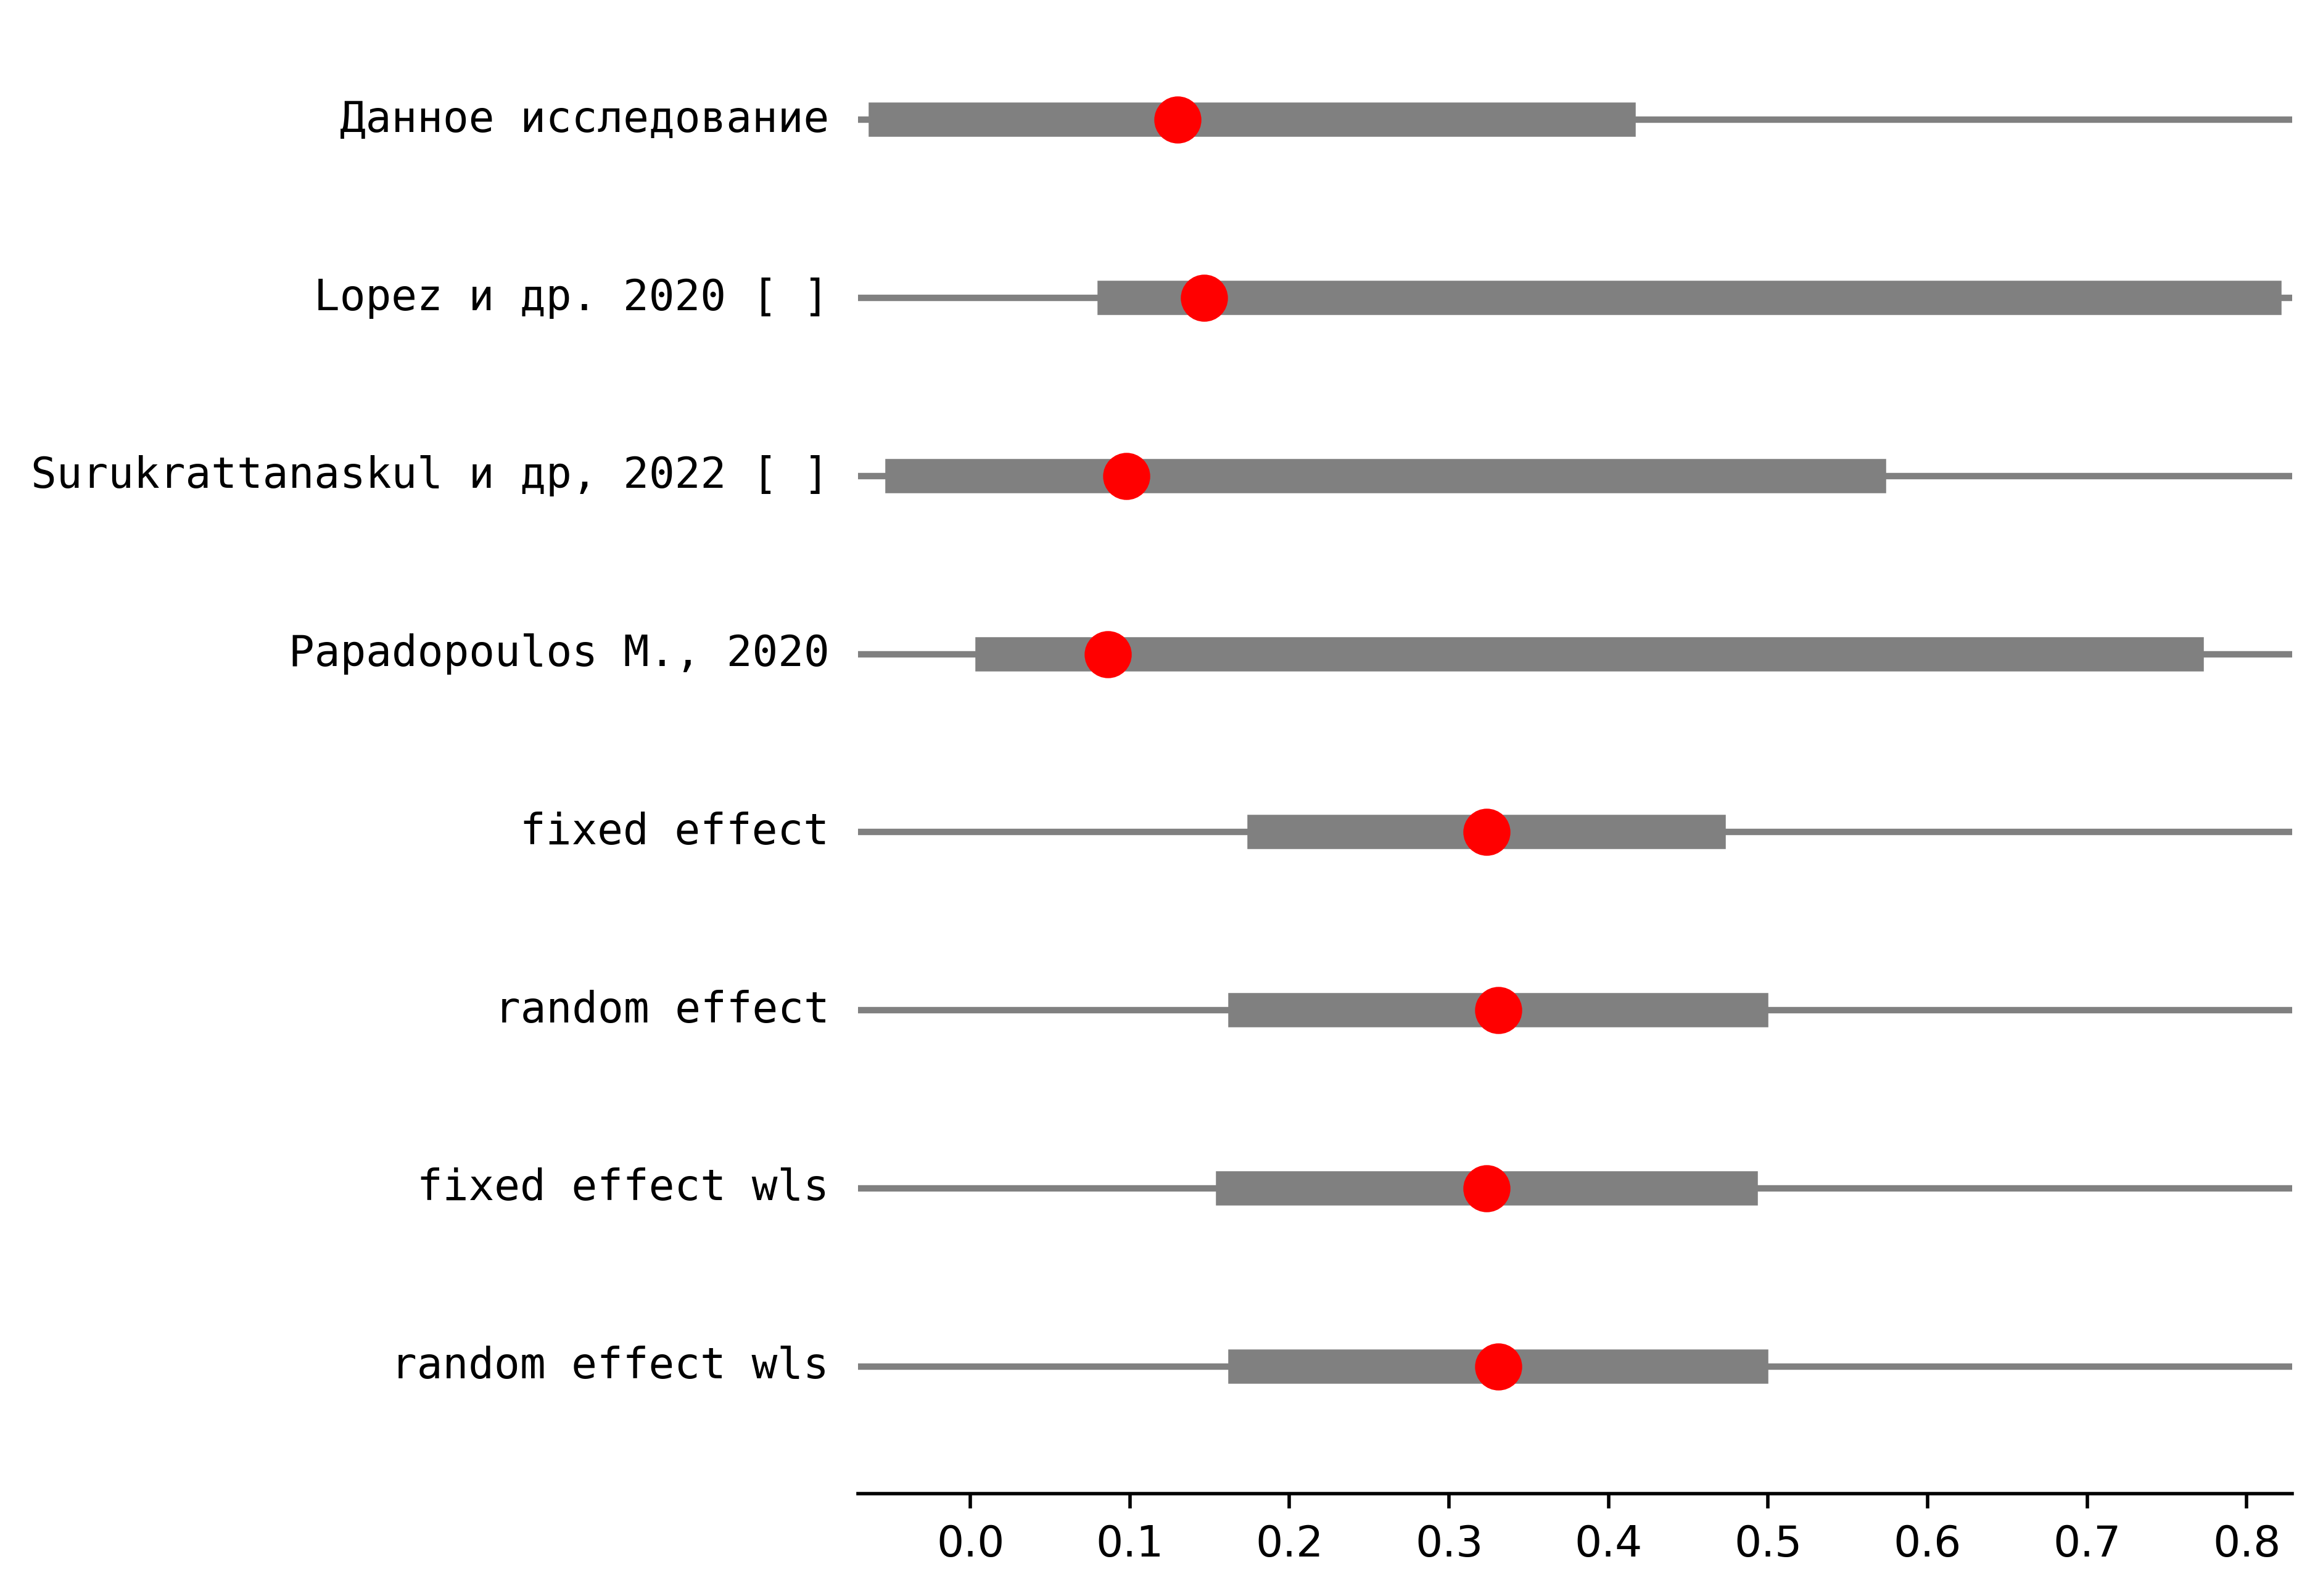 Данное исследование
Lopez и др. 2020 [ ]
Surukrattanaskul и др, 2022 [ ]
Papadopoulos M., 2020
fixed effect
random effect
fixed effect wls
random effect wls
0.0 0.1 0.2 0.3 0.4 0.5 0.6 0.7 0.8